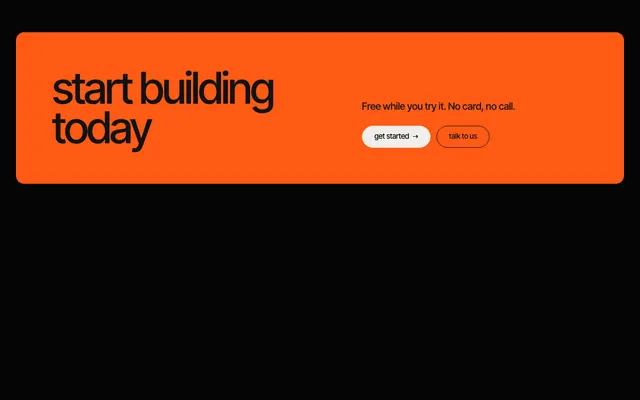 start building
today
Free while you try it. No card, no call.
get started →
talk to us